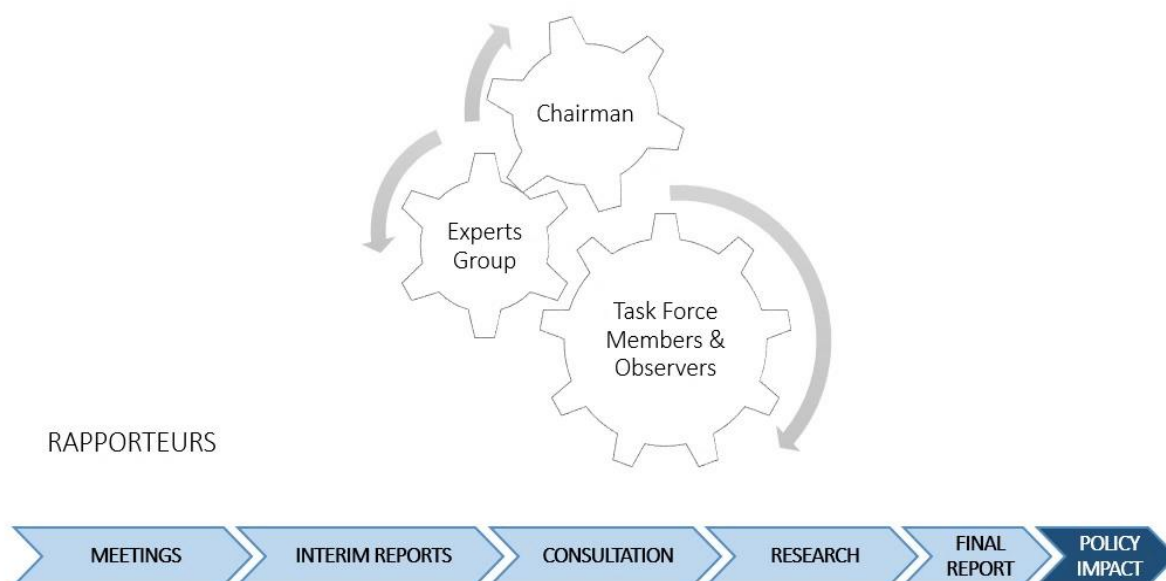 Chairman
Experts
Group
Task Force
Members &
Observers
RAPPORTEURS
MEETINGS
INTERIM REPORTS
CONSULTATION
RESEARCH
FINAL
REPORT
POLICY
IMPACT